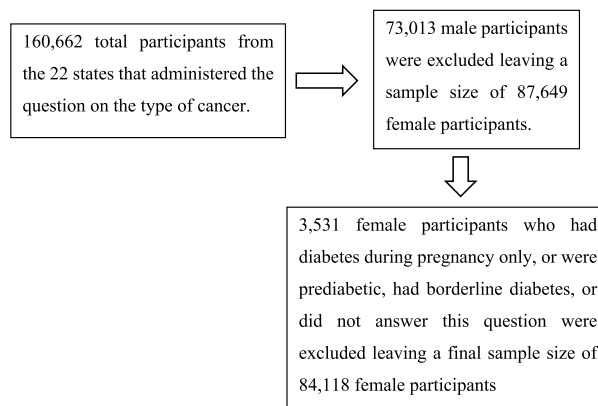 160,662 total participants from
the 22 states that administered the
question on the type of cancer.
73,013 male participants
were excluded leaving a
sample size of 87,649
female participants.
3,531 female participants who had
diabetes during pregnancy only, or were
prediabetic, had borderline diabetes, or
did not answer this question were
excluded leaving a final sample size of
84,118 female participants